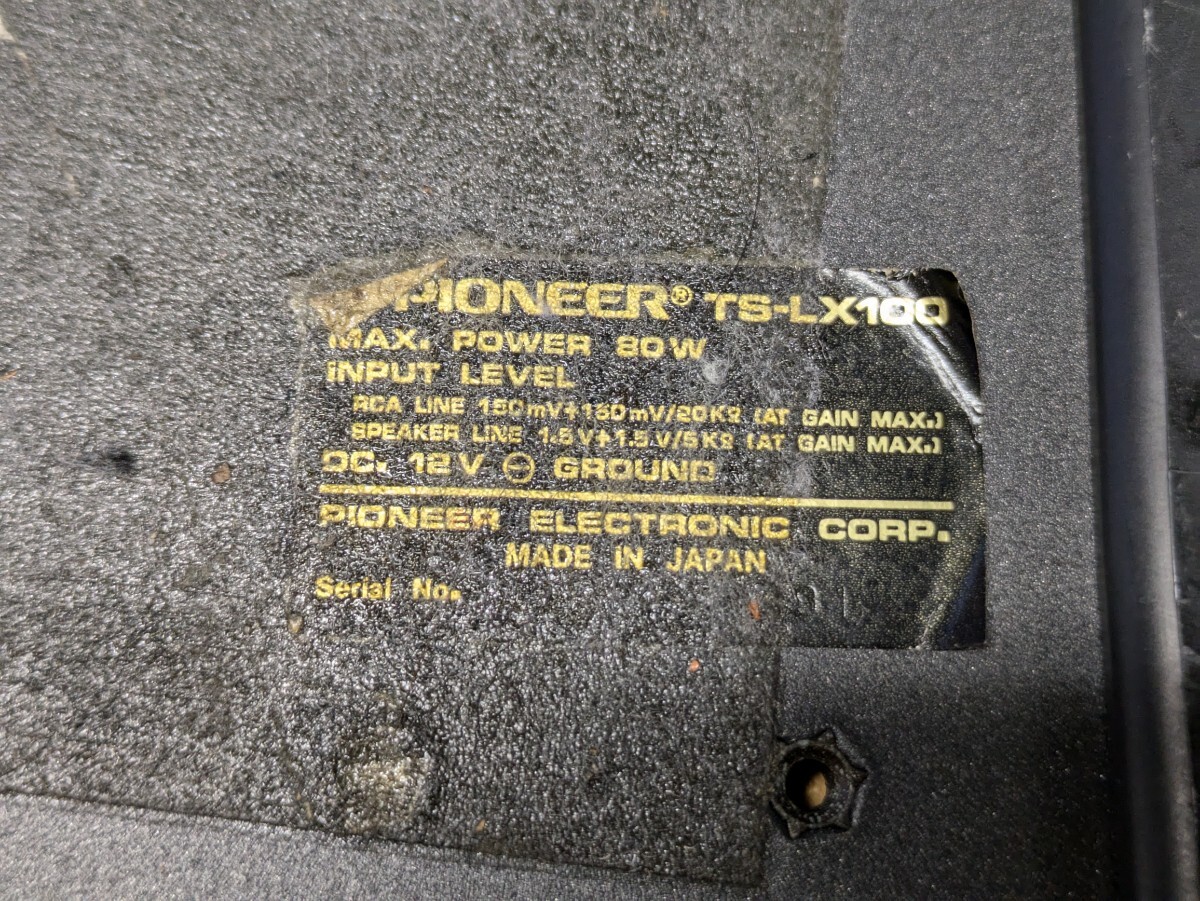 PIONEER® TS-LX100
MAX. POWER 80W
INPUT LEVEL
RCA LINE 150mV+150mV/20KΩ (AT GAIN MAX.)
SPEAKER LINE 1.5V+1.5V/5KΩ (AT GAIN MAX.)
DC. 12V ⊖ GROUND
PIONEER ELECTRONIC CORP.
MADE IN JAPAN
Serial No.